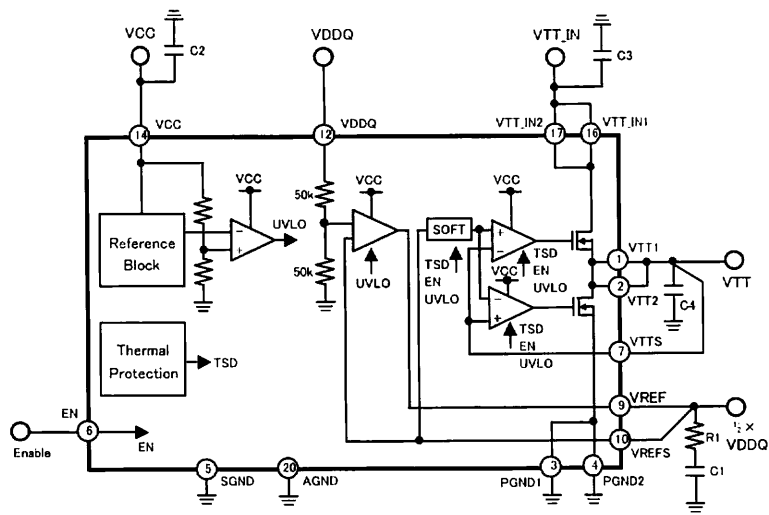 VCC
C2
VDDQ
VTT_IN
C3
14
VCC
12
VDDQ
VTT_IN2
17
16
VTT_IN1
50k
VCC
VCC
VCC
SOFT
Reference
Block
UVLO
50k
UVLO
TSD
EN
UVLO
TSD
EN
UVLO
VCC
1
VTT1
VTT
2
VTT2
C4
TSD
EN
UVLO
7
VTTS
Thermal
Protection
TSD
9
VREF
1/2 ×
VDDQ
EN
6
Enable
EN
10
VREFS
R1
C1
5
SGND
20
AGND
PGND1
3
4
PGND2